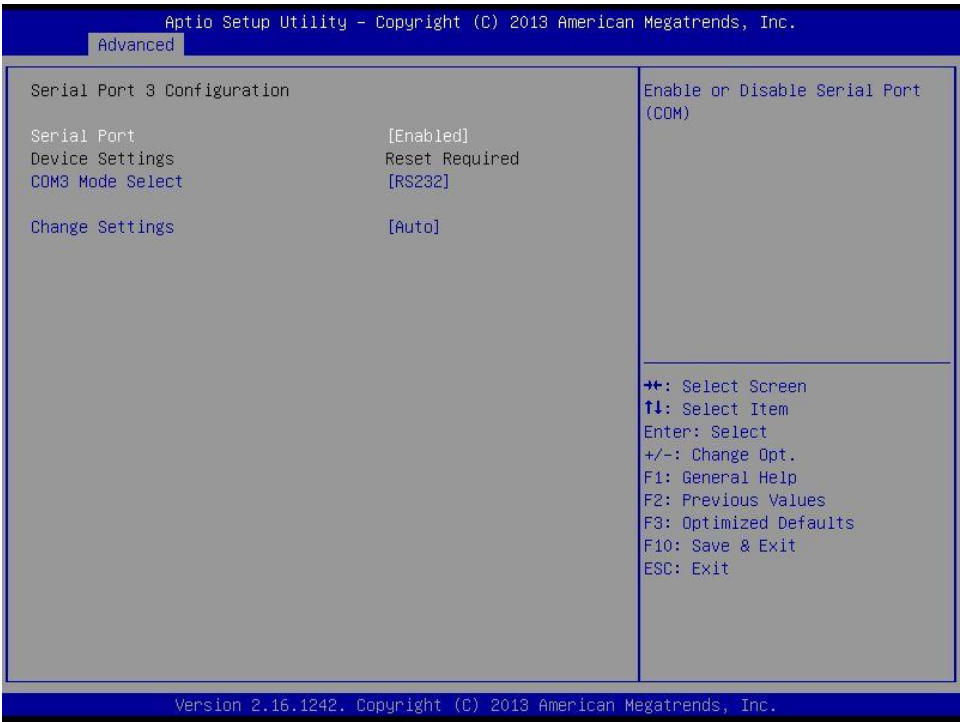 Aptio Setup Utility – Copyright (C) 2013 American Megatrends, Inc.
Advanced
Serial Port 3 Configuration
Serial Port [Enabled]
Device Settings Reset Required
COM3 Mode Select [RS232]
Change Settings [Auto]
Enable or Disable Serial Port
(COM)
→←: Select Screen
↑↓: Select Item
Enter: Select
+/-: Change Opt.
F1: General Help
F2: Previous Values
F3: Optimized Defaults
F10: Save & Exit
ESC: Exit
Version 2.16.1242. Copyright (C) 2013 American Megatrends, Inc.